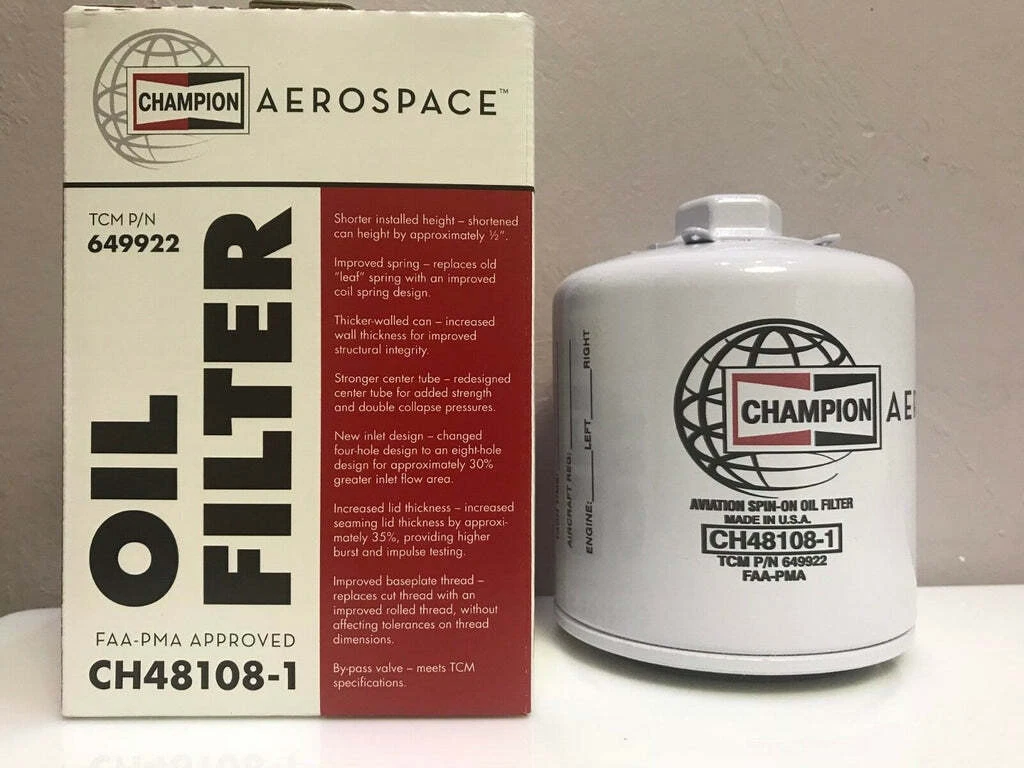 CHAMPION AEROSPACE™
TCM P/N
649922
OIL
FILTER
FAA-PMA APPROVED
CH48108-1
Shorter installed height – shortened
can height by approximately ½".
Improved spring – replaces old
"leaf" spring with an improved
coil spring design.
Thicker-walled can – increased
wall thickness for improved
structural integrity.
Stronger center tube – redesigned
center tube for added strength
and double collapse pressures.
New inlet design – changed
four-hole design to an eight-hole
design for approximately 30%
greater inlet flow area.
Increased lid thickness – increased
seaming lid thickness by approxi-
mately 35%, providing higher
burst and impulse testing.
Improved baseplate thread –
replaces cut thread with an
improved rolled thread, without
affecting tolerances on thread
dimensions.
By-pass valve – meets TCM
specifications.
AIRCRAFT REG:
ENGINE: LEFT RIGHT
CHAMPION AE
AVIATION SPIN-ON OIL FILTER
MADE IN U.S.A.
CH48108-1
TCM P/N 649922
FAA-PMA